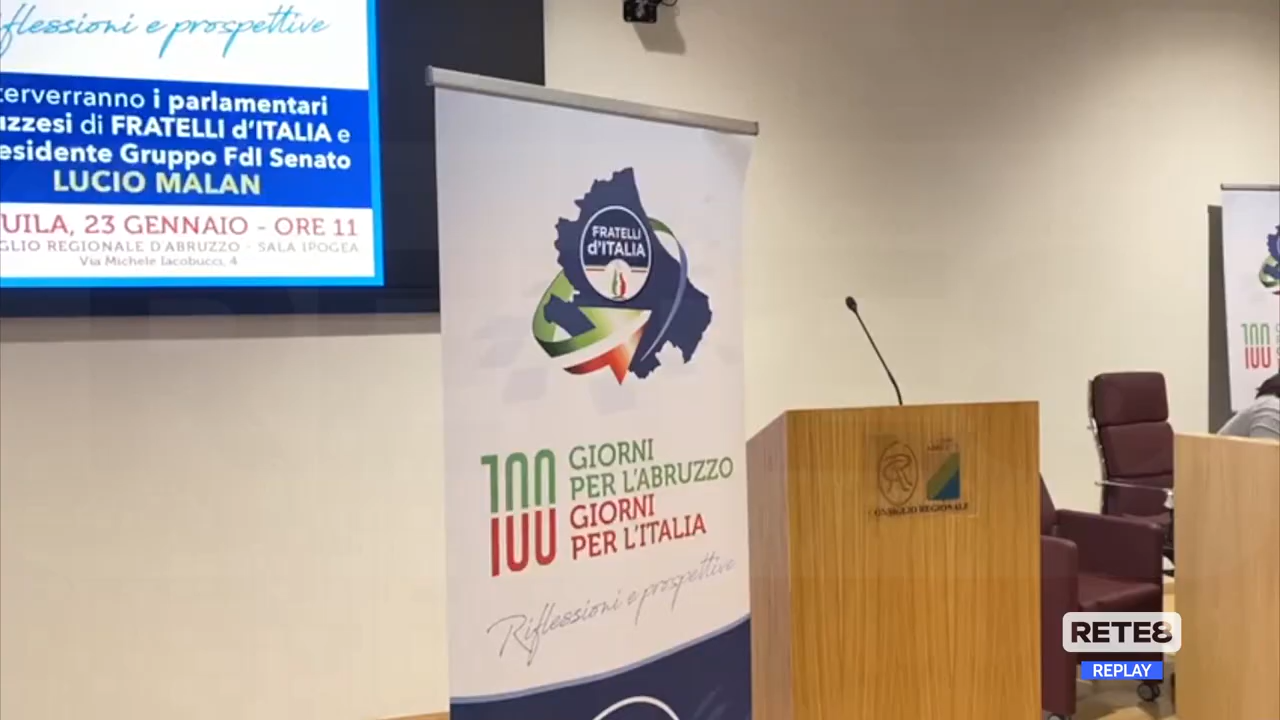 flessioni e prospettive
terverranno i parlamentari
uzzesi di FRATELLI d'ITALIA e
esidente Gruppo FdI Senato
LUCIO MALAN
UILA, 23 GENNAIO - ORE 11
GLIO REGIONALE D'ABRUZZO - SALA IPOGEA
Via Michele Iacobucci, 4
FRATELLI
d'ITALIA
100 GIORNI
PER L'ABRUZZO
100 GIORNI
PER L'ITALIA
Riflessioni e prospettive
CONSIGLIO REGIONALE
100
100
RETE8
REPLAY